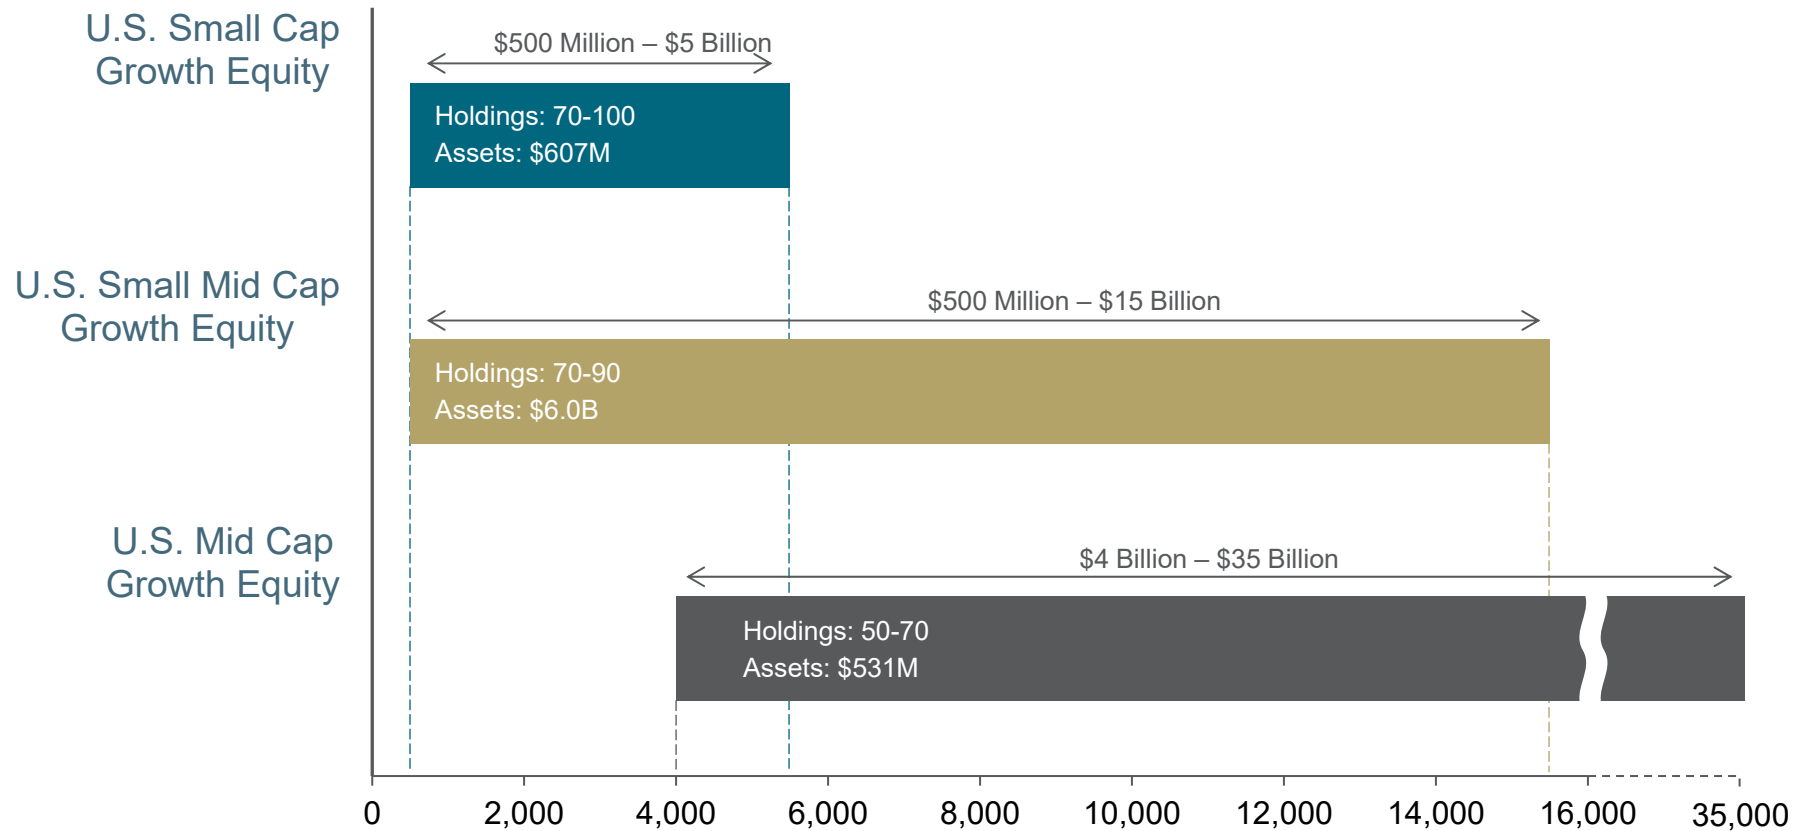 U.S. Small Cap
Growth Equity
$500 Million – $5 Billion
Holdings: 70-100
Assets: $607M
U.S. Small Mid Cap
Growth Equity
$500 Million – $15 Billion
Holdings: 70-90
Assets: $6.0B
U.S. Mid Cap
Growth Equity
$4 Billion – $35 Billion
Holdings: 50-70
Assets: $531M
0 2,000 4,000 6,000 8,000 10,000 12,000 14,000 16,000 35,000